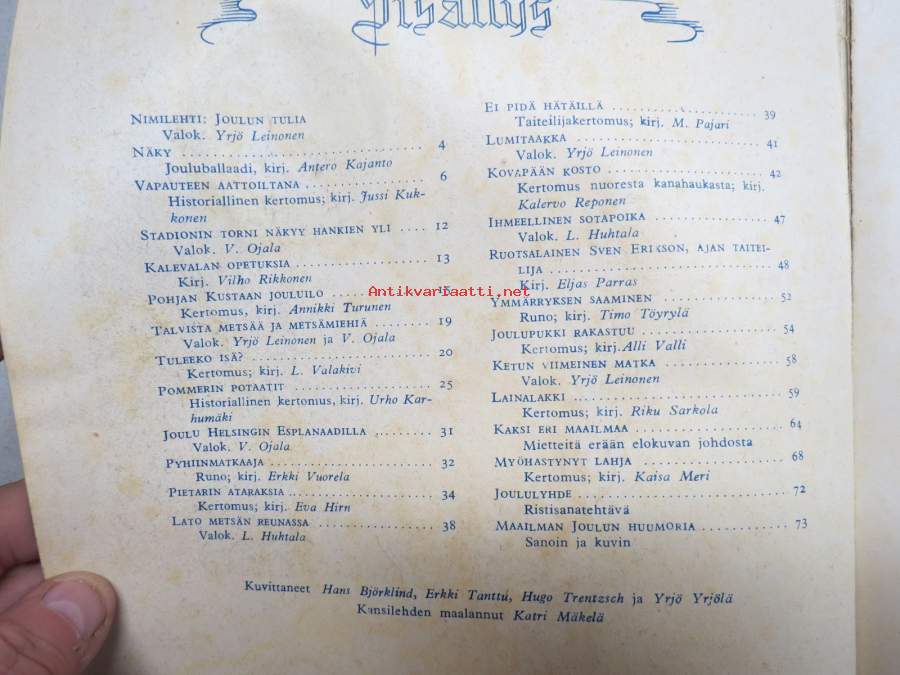 Sisällys
NIMILEHTI: JOULUN TULIA
Valok. Yrjö Leinonen
NÄKY 4
Jouluballaadi, kirj. Antero Kajanto
VAPAUTEEN AATTOILTANA 6
Historiallinen kertomus; kirj. Jussi Kuk-
konen
STADIONIN TORNI NÄKYY HANKIEN YLI 12
Valok. V. Ojala
KALEVALAN OPETUKSIA 13
Kirj. Vilho Rikkonen
POHJAN KUSTAAN JOULUILO
Kertomus, kirj. Annikki Turunen
TALVISTA METSÄÄ JA METSÄMIEHIÄ 19
Valok. Yrjö Leinonen ja V. Ojala
TULEEKO ISÄ? 20
Kertomus; kirj. L. Valakivi
POMMERIN POTAATIT 25
Historiallinen kertomus, kirj. Urho Kar-
humäki
JOULU HELSINGIN ESPLANAADILLA 31
Valok. V. Ojala
PYHIINMATKAAJA 32
Runo; kirj. Erkki Vuorela
PIETARIN ATARAKSIA 34
Kertomus; kirj. Eva Hirn
LATO METSÄN REUNASSA 38
Valok. L. Huhtala
EI PIDÄ HÄTÄILLÄ 39
Taiteilijakertomus; kirj. M. Pajari
LUMITAAKKA 41
Valok. Yrjö Leinonen
KOVAPÄÄN KOSTO 42
Kertomus nuoresta kanahaukasta; kirj.
Kalervo Reponen
IHMEELLINEN SOTAPOIKA 47
Valok. L. Huhtala
RUOTSALAINEN SVEN ERIKSON, AJAN TAITEI-
LIJA 48
Kirj. Eljas Parras
YMMÄRRYKSEN SAAMINEN 52
Runo; kirj. Timo Töyrylä
JOULUPUKKI RAKASTUU 54
Kertomus; kirj. Alli Valli
KETUN VIIMEINEN MATKA 58
Valok. Yrjö Leinonen
LAINALAKKI 59
Kertomus; kirj. Riku Sarkola
KAKSI ERI MAAILMAA 64
Mietteitä erään elokuvan johdosta
MYÖHÄSTYNYT LAHJA 68
Kertomus; kirj. Kaisa Meri
JOULULYHDE 72
Ristisanatehtävä
MAAILMAN JOULUN HUUMORIA 73
Sanoin ja kuvin
Kuvittaneet Hans Björklind, Erkki Tanttu, Hugo Trentzsch ja Yrjö Yrjölä
Kansilehden maalannut Katri Mäkelä
Antikvariaatti.net